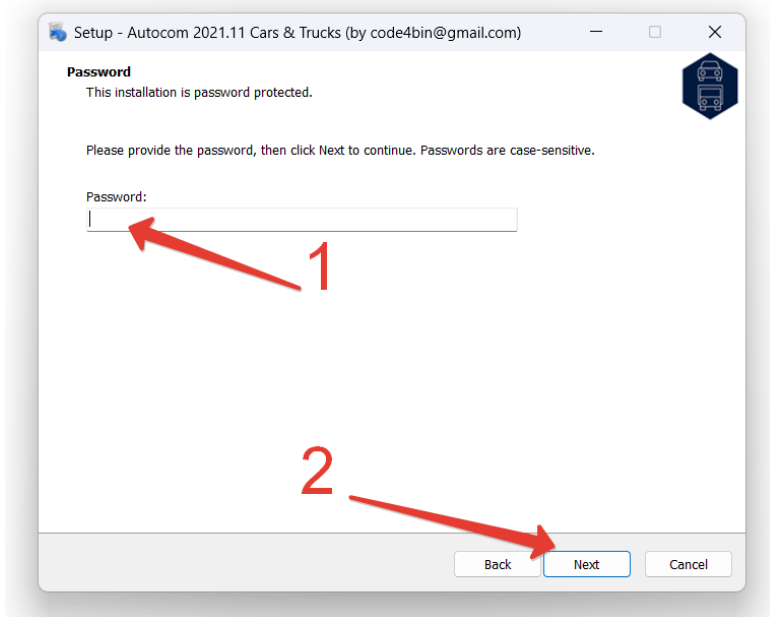 Setup - Autocom 2021.11 Cars & Trucks (by code4bin@gmail.com)
Password
This installation is password protected.
Please provide the password, then click Next to continue. Passwords are case-sensitive.
Password:
1
2
Back Next Cancel